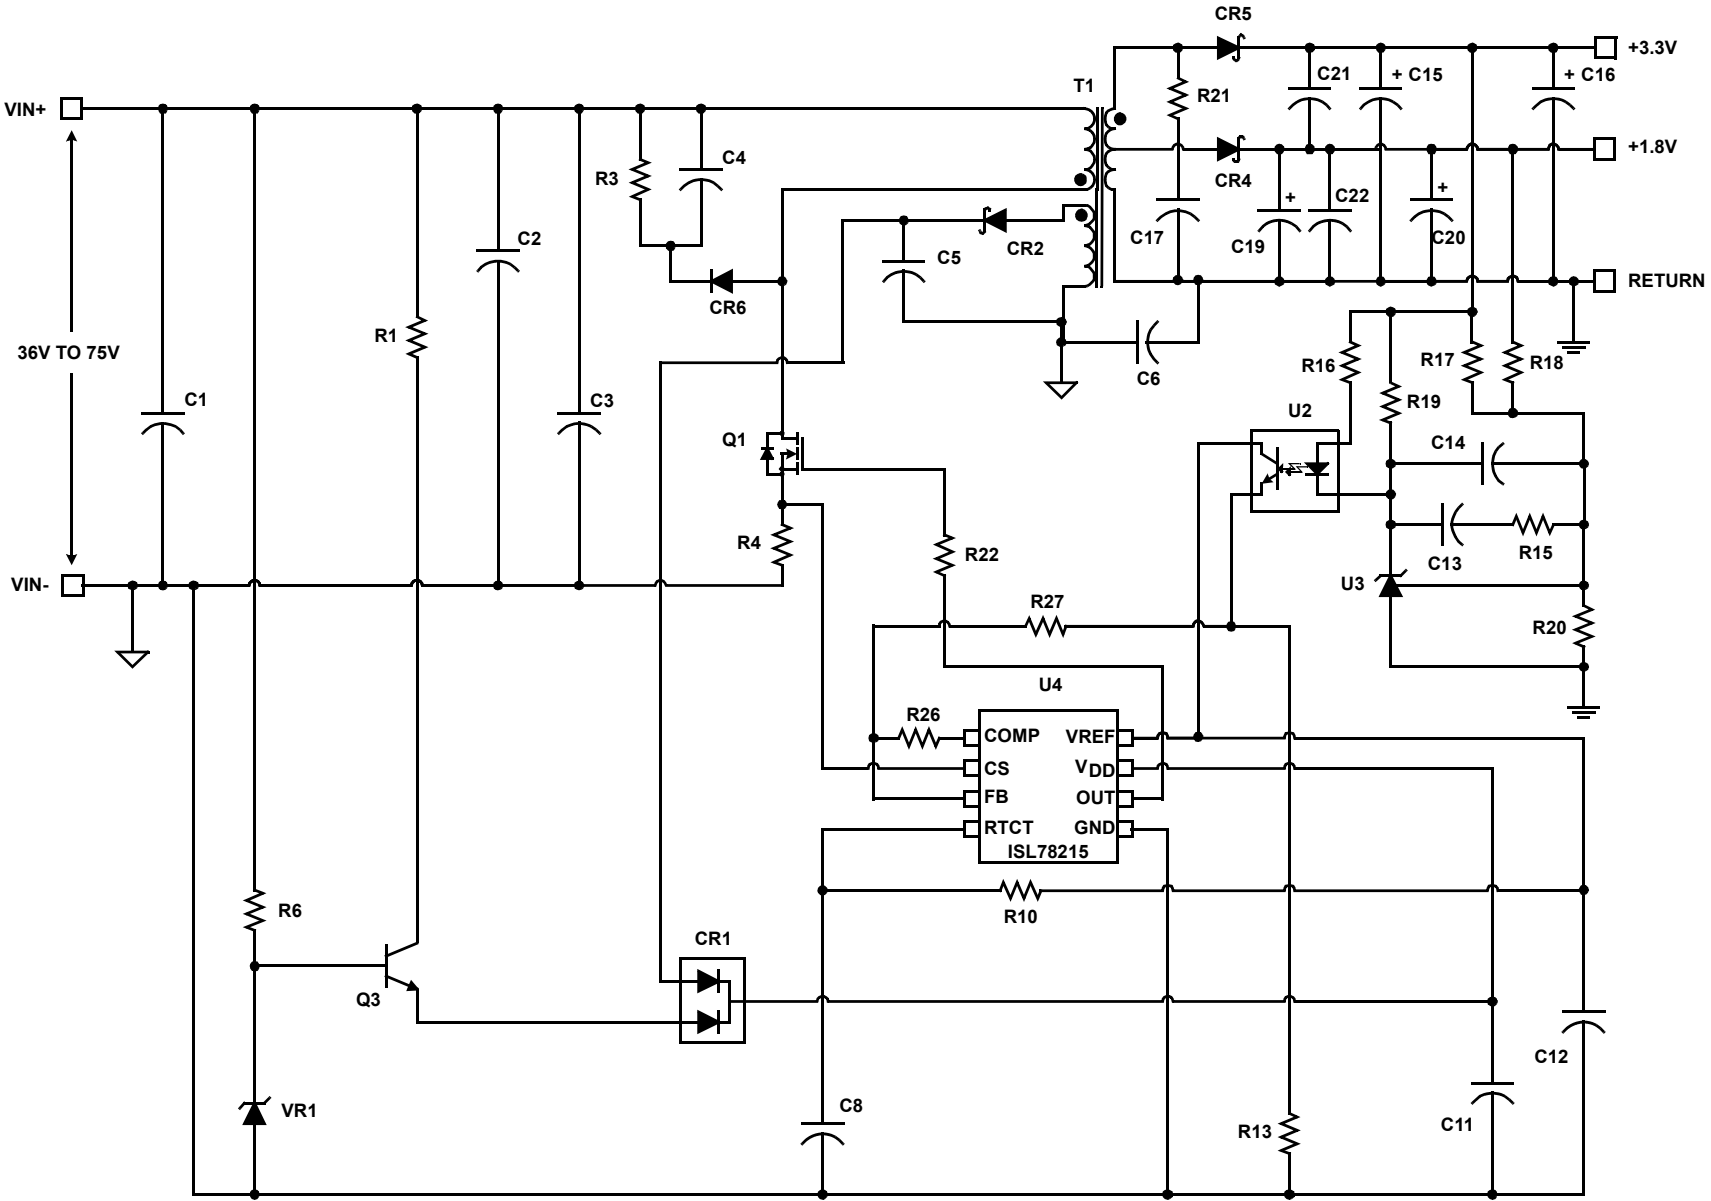 CR5
+3.3V
T1
C21
+ C15
+ C16
R21
VIN+
+1.8V
C4
R3
CR4
+
C22
+
C2
C17
C19
C20
CR2
C5
RETURN
CR6
R1
36V TO 75V
R16
R17
R18
C6
C1
C3
R19
U2
Q1
C14
R4
R22
C13
R15
VIN-
U3
R27
R20
U4
R26
COMP
VREF
CS
VDD
FB
OUT
RTCT
GND
ISL78215
R6
R10
CR1
Q3
C12
VR1
C8
R13
C11